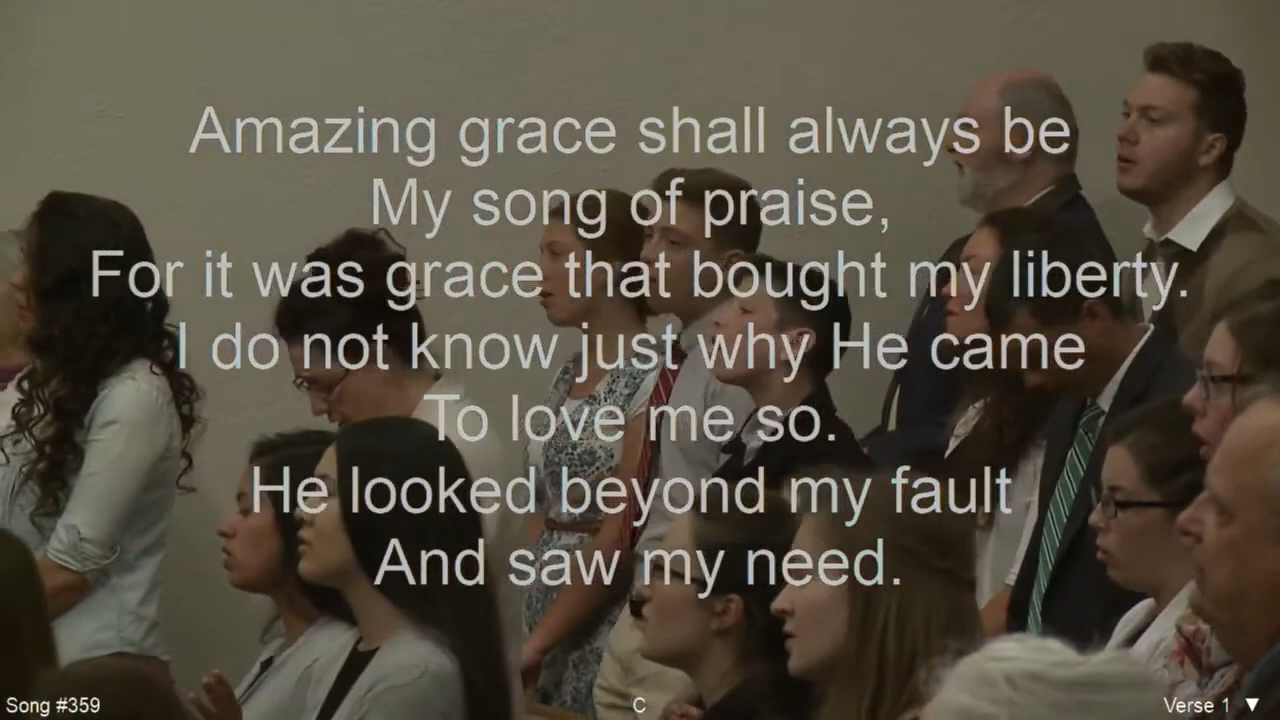 Amazing grace shall always be
My song of praise,
For it was grace that bought my liberty.
I do not know just why He came
To love me so.
He looked beyond my fault
And saw my need.
Song #359 C Verse 1 ▼